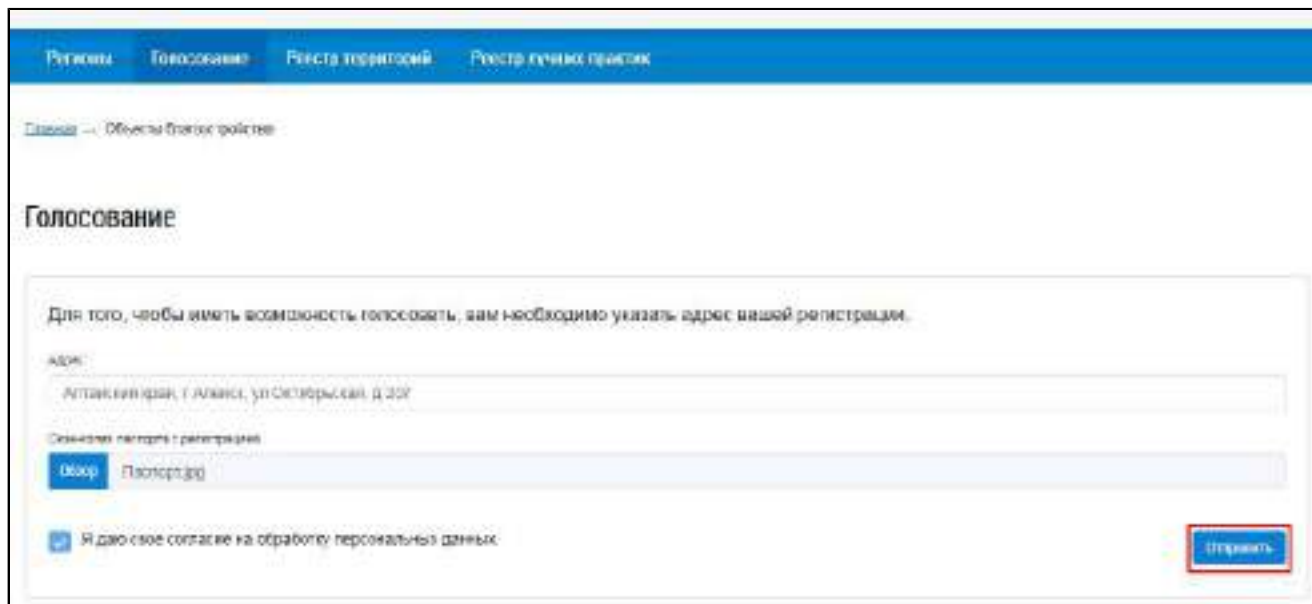 Регионы Голосование Реестр территорий Реестр лучших практик
Главная → Объекты благоустройства
Голосование
Для того, чтобы иметь возможность голосовать, вам необходимо указать адрес вашей регистрации.
Адрес
Алтайский край, г Алейск, ул Октябрьская, д
Скан-копия паспорта с регистрацией
Обзор Паспорт.jpg
Я даю свое согласие на обработку персональных данных
Отправить